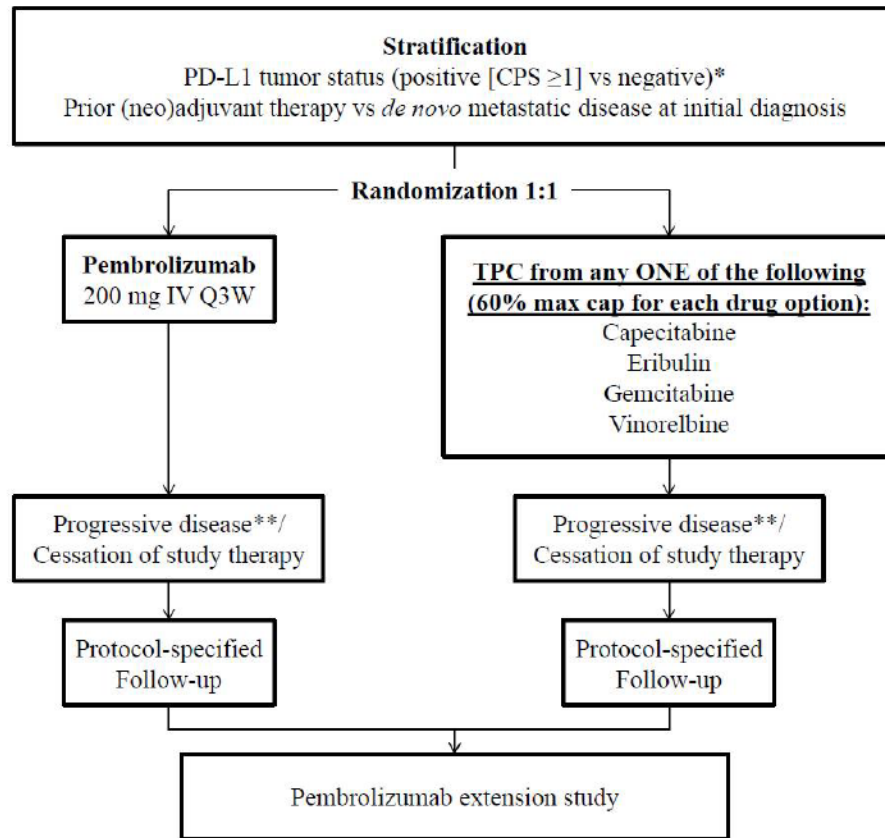 Stratification
PD-L1 tumor status (positive [CPS ≥1] vs negative)*
Prior (neo)adjuvant therapy vs de novo metastatic disease at initial diagnosis
Randomization 1:1
Pembrolizumab
200 mg IV Q3W
TPC from any ONE of the following
(60% max cap for each drug option):
Capecitabine
Eribulin
Gemcitabine
Vinorelbine
Progressive disease**/
Cessation of study therapy
Progressive disease**/
Cessation of study therapy
Protocol-specified
Follow-up
Protocol-specified
Follow-up
Pembrolizumab extension study